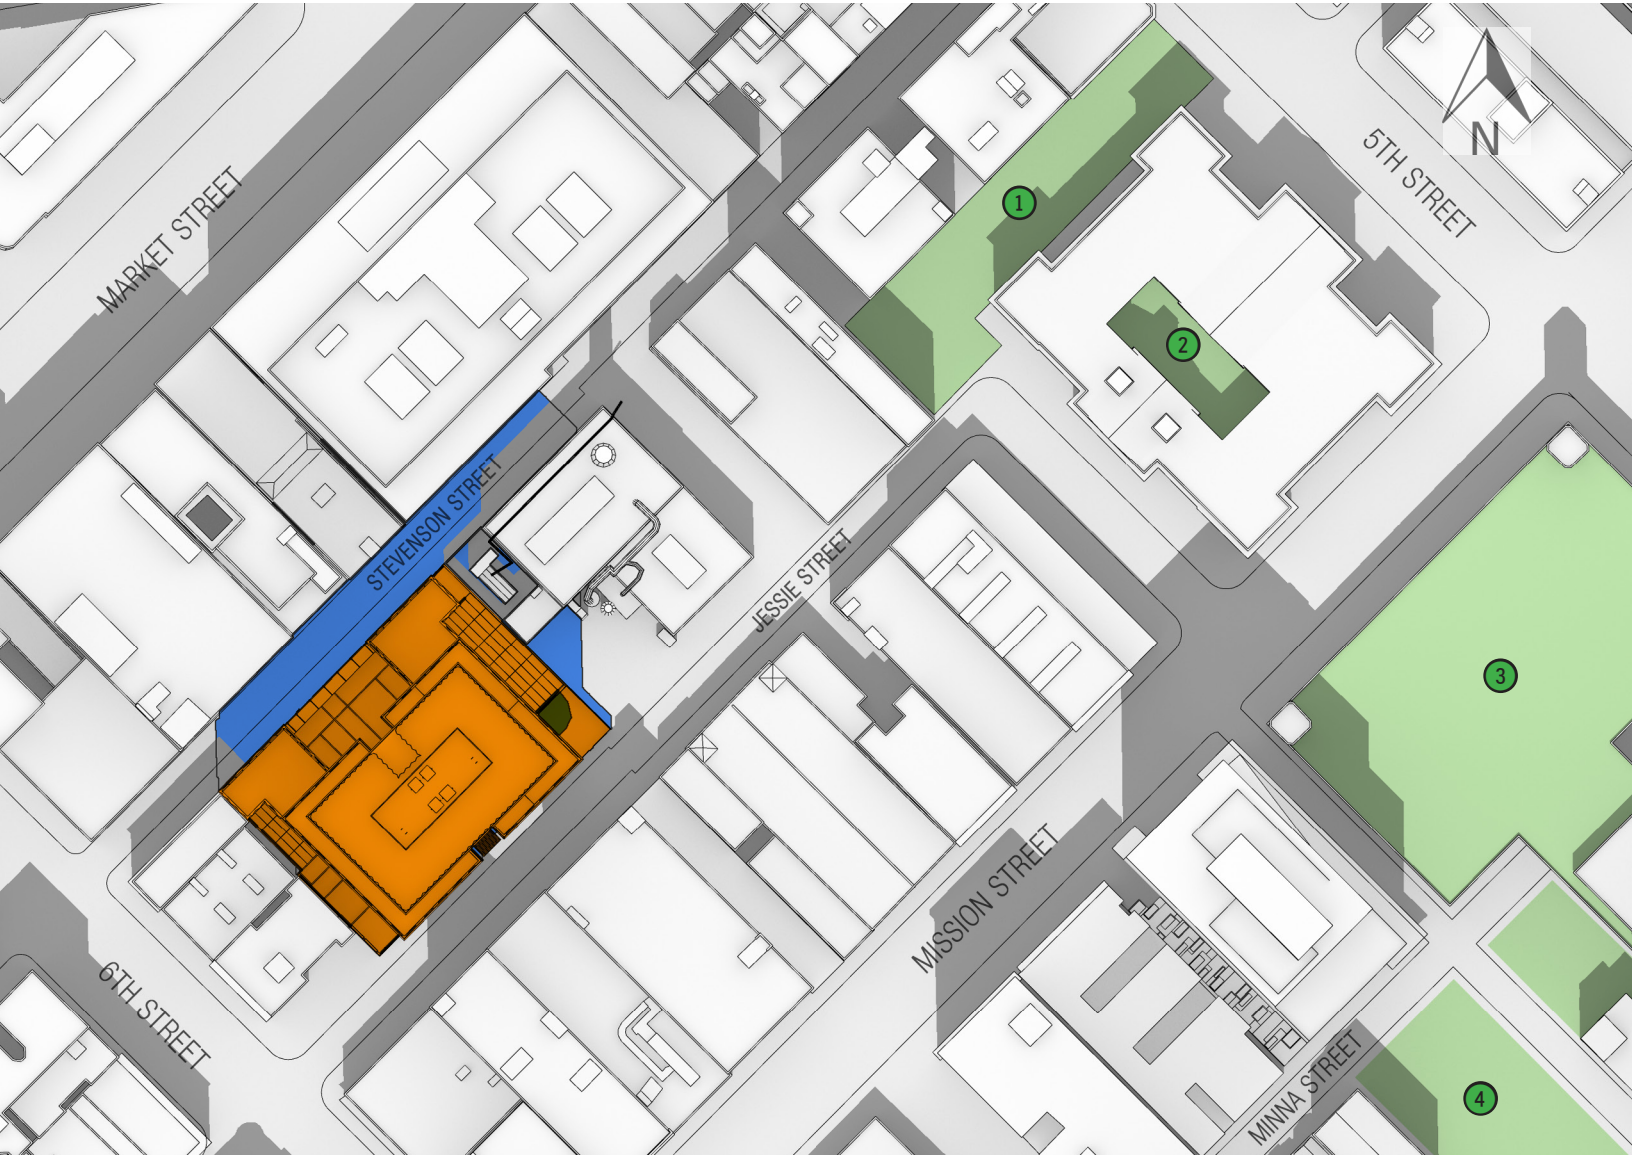 N
5TH STREET
1
MARKET STREET
2
STEVENSON STREET
JESSIE STREET
3
MISSION STREET
6TH STREET
MINNA STREET
4